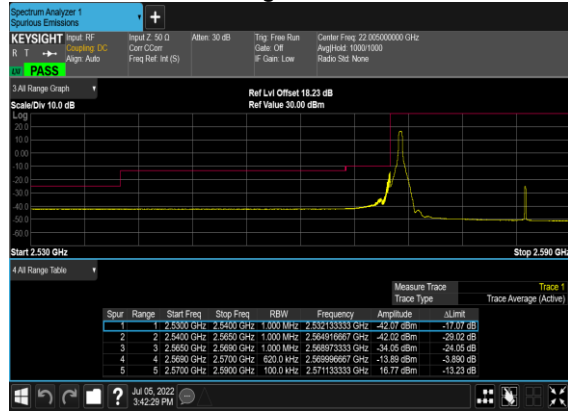 Spectrum Analyzer 1
Spurious Emissions
KEYSIGHT Input: RF Input Z: 50 Ω Atten: 30 dB Trig: Free Run Center Freq: 22.005000000 GHz
R T Coupling: DC Corr CCorr Gate: Off Avg|Hold: 1000/1000
Align: Auto Freq Ref: Int (S) IF Gain: Low Radio Std: None
PASS
3 All Range Graph
Ref Lvl Offset 18.23 dB
Scale/Div 10.0 dB Ref Value 30.00 dBm
Log
20.0
10.0
0.00
-10.0
-20.0
-30.0
-40.0
-50.0
-60.0
Start 2.530 GHz Stop 2.590 GHz
4 All Range Table
Measure Trace Trace 1
Trace Type Trace Average (Active)
Spur Range Start Freq Stop Freq RBW Frequency Amplitude ΔLimit
1 1 2.5300 GHz 2.5400 GHz 1.000 MHz 2.532133333 GHz -42.07 dBm -17.07 dB
2 2 2.5400 GHz 2.5650 GHz 1.000 MHz 2.564916667 GHz -42.02 dBm -29.02 dB
3 3 2.5650 GHz 2.5690 GHz 1.000 MHz 2.568973333 GHz -34.05 dBm -24.05 dB
4 4 2.5690 GHz 2.5700 GHz 620.0 kHz 2.569996667 GHz -13.89 dBm -3.890 dB
5 5 2.5700 GHz 2.5900 GHz 100.0 kHz 2.571133333 GHz 16.77 dBm -13.23 dB
? Jul 05, 2022
3:42:29 PM